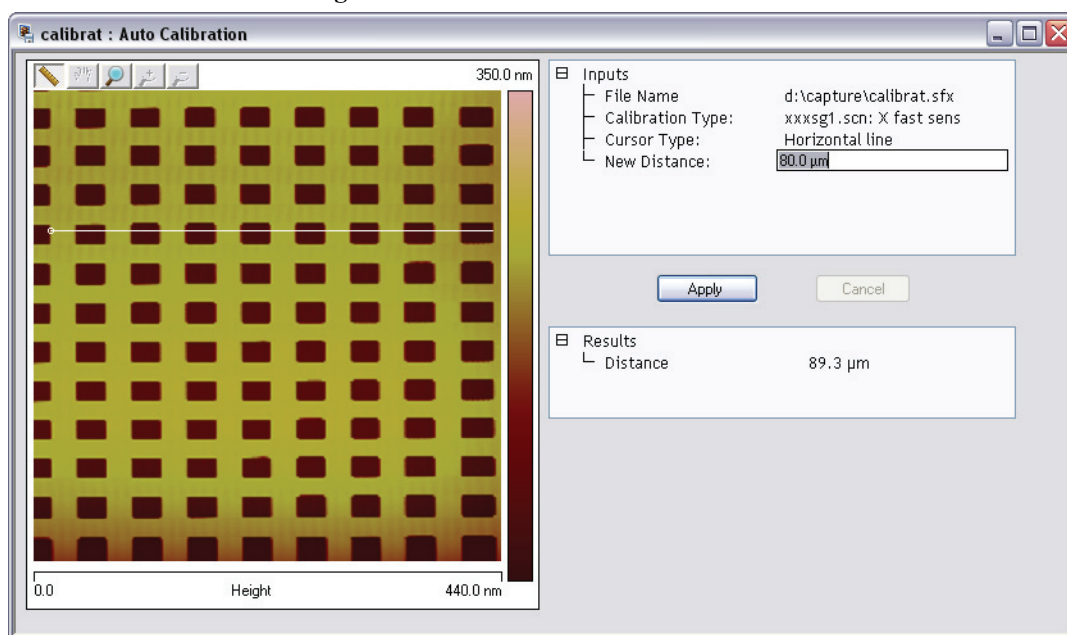 calibrat : Auto Calibration
350.0 nm
0.0 Height 440.0 nm
Inputs
File Name d:\capture\calibrat.sfx
Calibration Type: xxxsg1.scn: X fast sens
Cursor Type: Horizontal line
New Distance: 80.0 µm
Apply Cancel
Results
Distance 89.3 µm